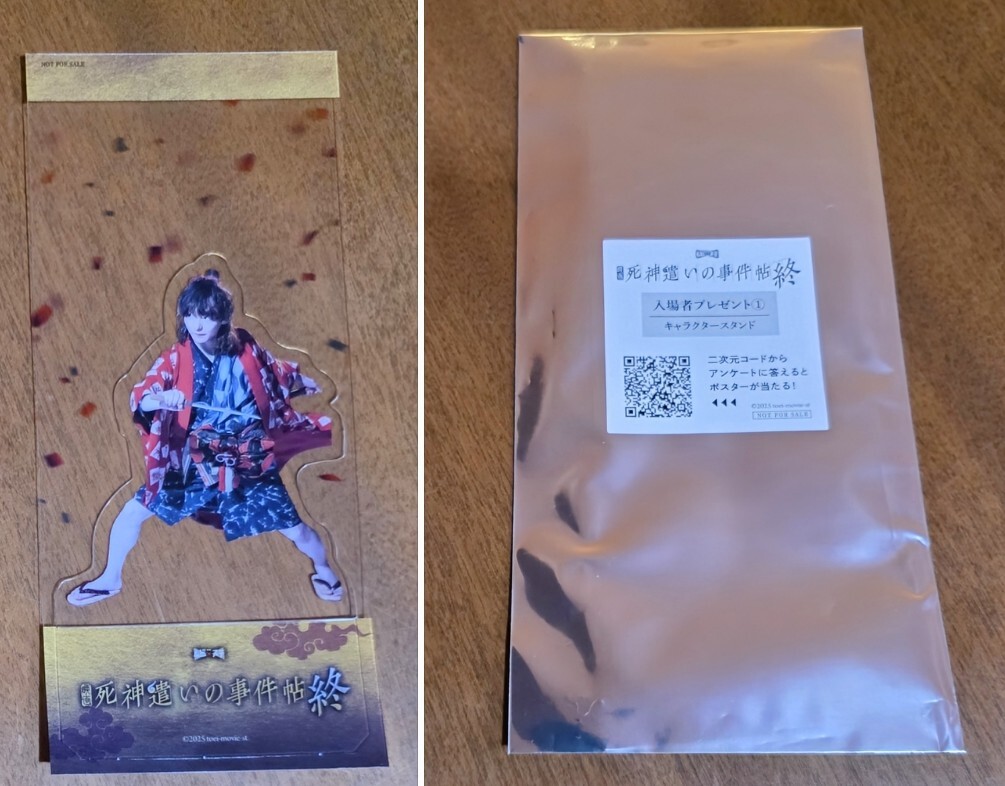 NOT FOR SALE
映画 死神遣いの事件帖 終
©2025 toei-movie-st
映画 死神遣いの事件帖 終
入場者プレゼント①
キャラクタースタンド
二次元コードから
アンケートに答えると
ポスターが当たる!
©2025 toei-movie-st
NOT FOR SALE